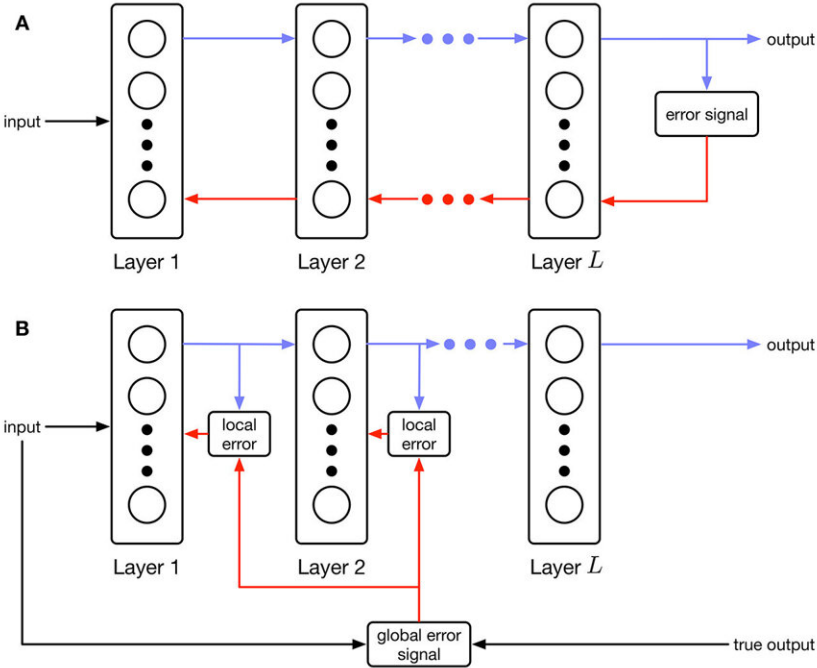 A
output
error signal
input
Layer 1
Layer 2
Layer L
B
output
input
local
error
local
error
Layer 1
Layer 2
Layer L
global error
signal
true output